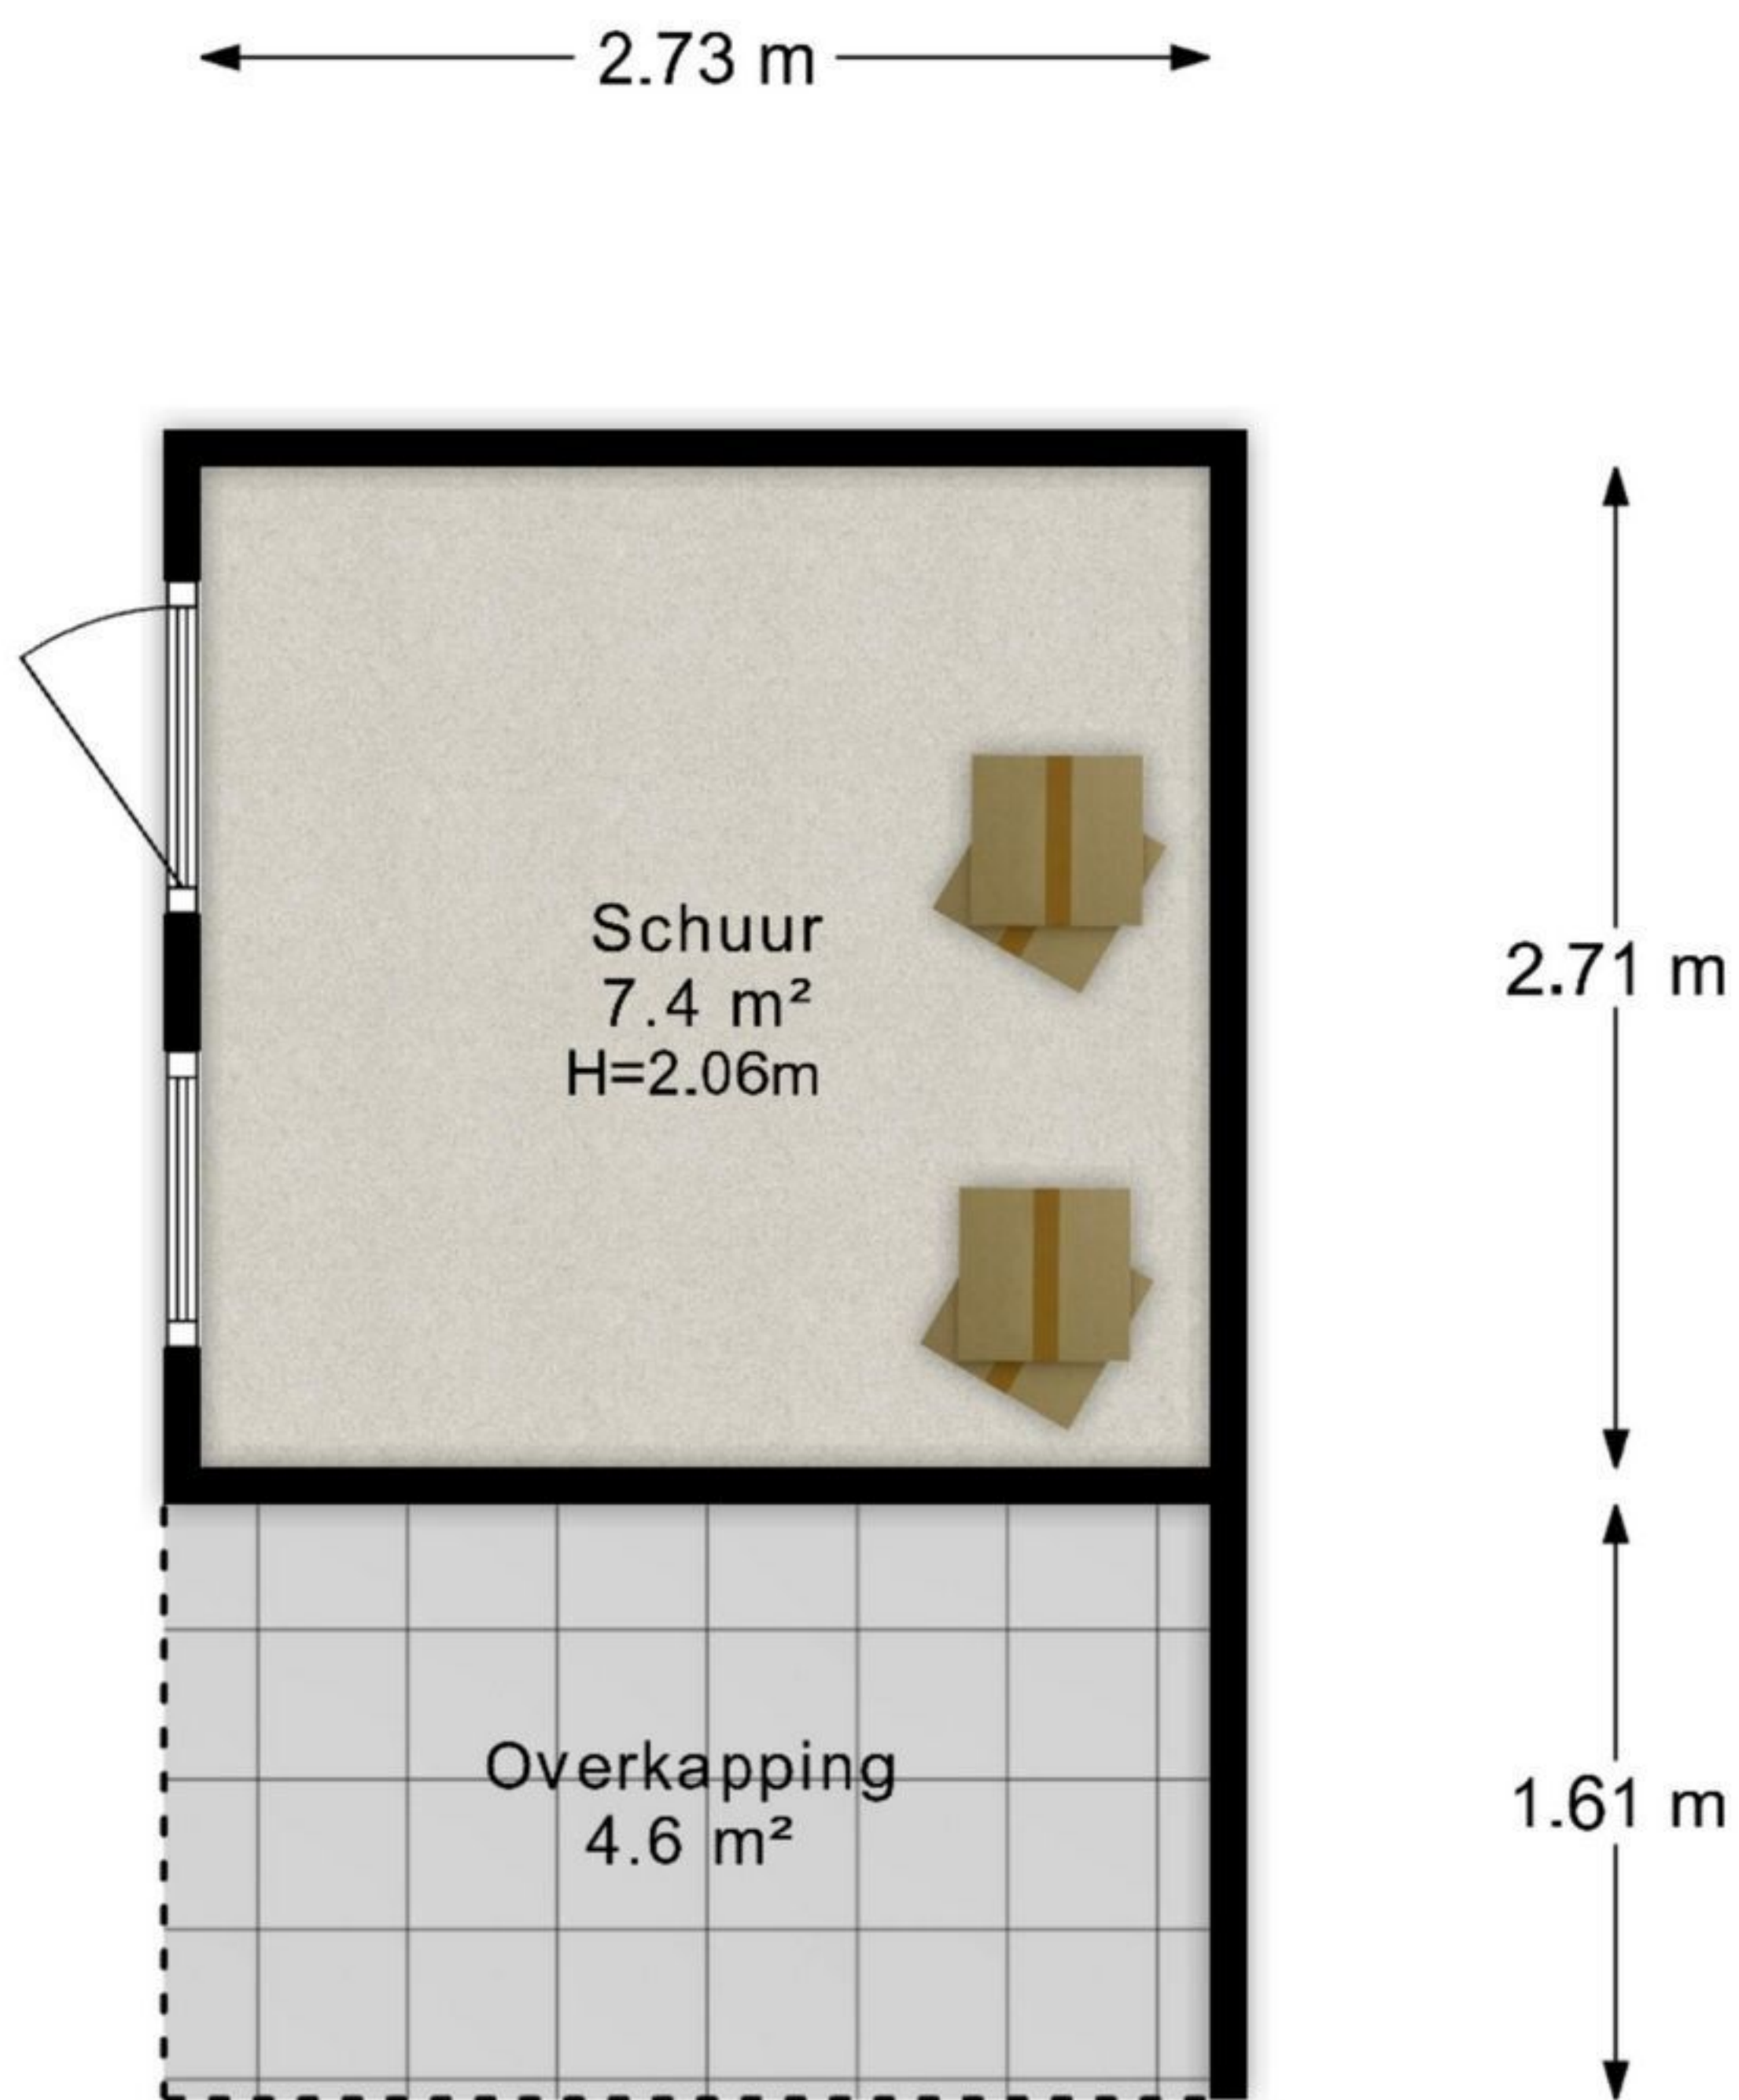 2.73 m
Schuur
7.4 m²
H=2.06m
2.71 m
Overkapping
4.6 m²
1.61 m